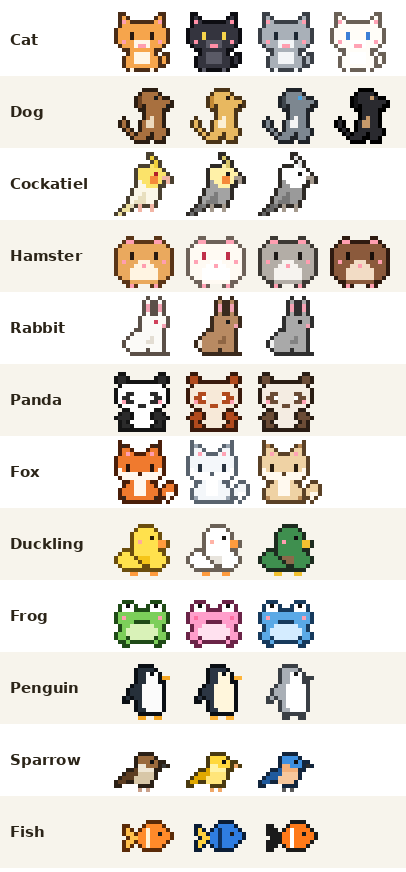 Cat
Dog
Cockatiel
Hamster
Rabbit
Panda
Fox
Duckling
Frog
Penguin
Sparrow
Fish